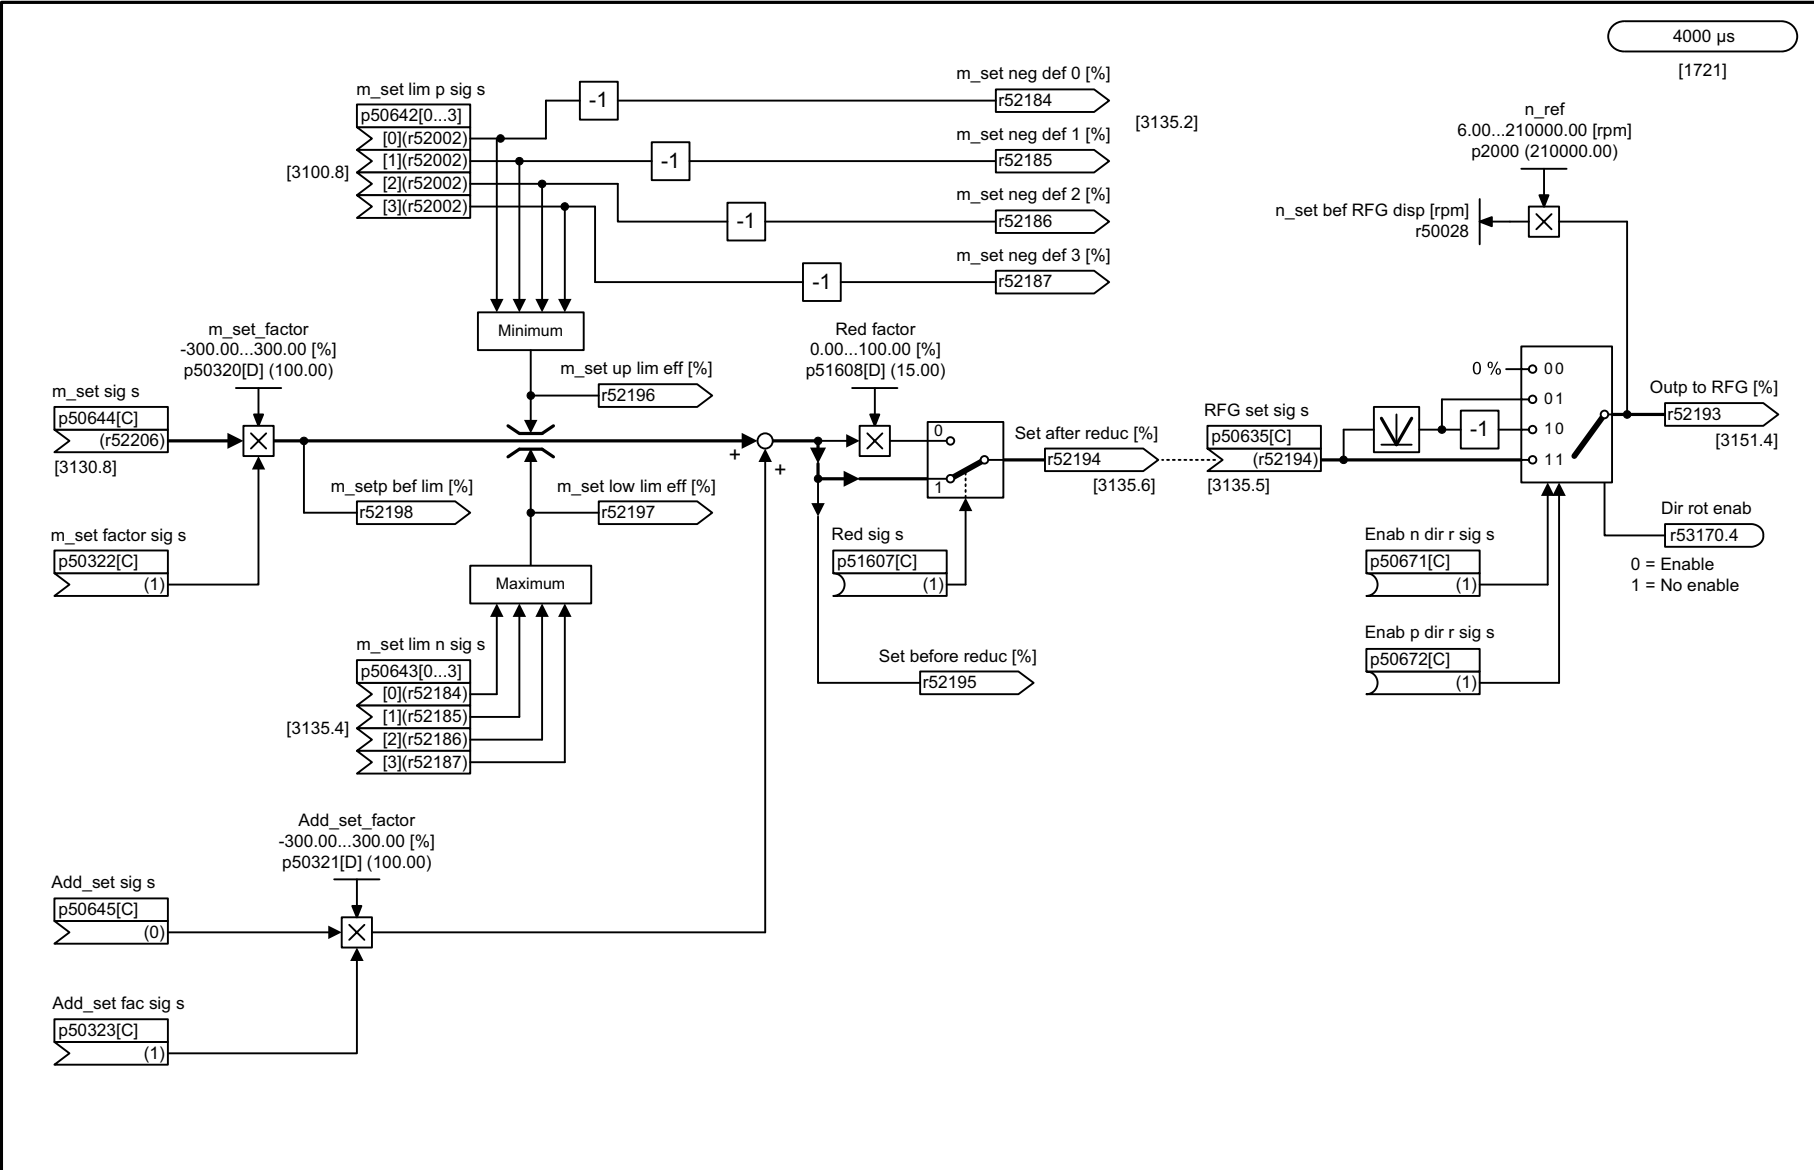 4000 µs
[1721]
m_set lim p sig s
p50642[0...3]
[0](r52002)
[1](r52002)
[2](r52002)
[3](r52002)
[3100.8]
-1
-1
-1
-1
m_set neg def 0 [%]
r52184
m_set neg def 1 [%]
r52185
m_set neg def 2 [%]
r52186
m_set neg def 3 [%]
r52187
[3135.2]
n_ref
6.00...210000.00 [rpm]
p2000 (210000.00)
n_set bef RFG disp [rpm]
r50028
Minimum
m_set_factor
-300.00...300.00 [%]
p50320[D] (100.00)
m_set sig s
p50644[C]
(r52206)
[3130.8]
m_set up lim eff [%]
r52196
Red factor
0.00...100.00 [%]
p51608[D] (15.00)
0
1
+
+
Set after reduc [%]
r52194
[3135.6]
RFG set sig s
p50635[C]
(r52194)
[3135.5]
-1
0 %
00
01
10
11
Outp to RFG [%]
r52193
[3151.4]
m_setp bef lim [%]
r52198
m_set low lim eff [%]
r52197
m_set factor sig s
p50322[C]
(1)
Maximum
Red sig s
p51607[C]
(1)
Enab n dir r sig s
p50671[C]
(1)
Dir rot enab
r53170.4
0 = Enable
1 = No enable
m_set lim n sig s
p50643[0...3]
[0](r52184)
[1](r52185)
[2](r52186)
[3](r52187)
[3135.4]
Set before reduc [%]
r52195
Enab p dir r sig s
p50672[C]
(1)
Add_set_factor
-300.00...300.00 [%]
p50321[D] (100.00)
Add_set sig s
p50645[C]
(0)
Add_set fac sig s
p50323[C]
(1)